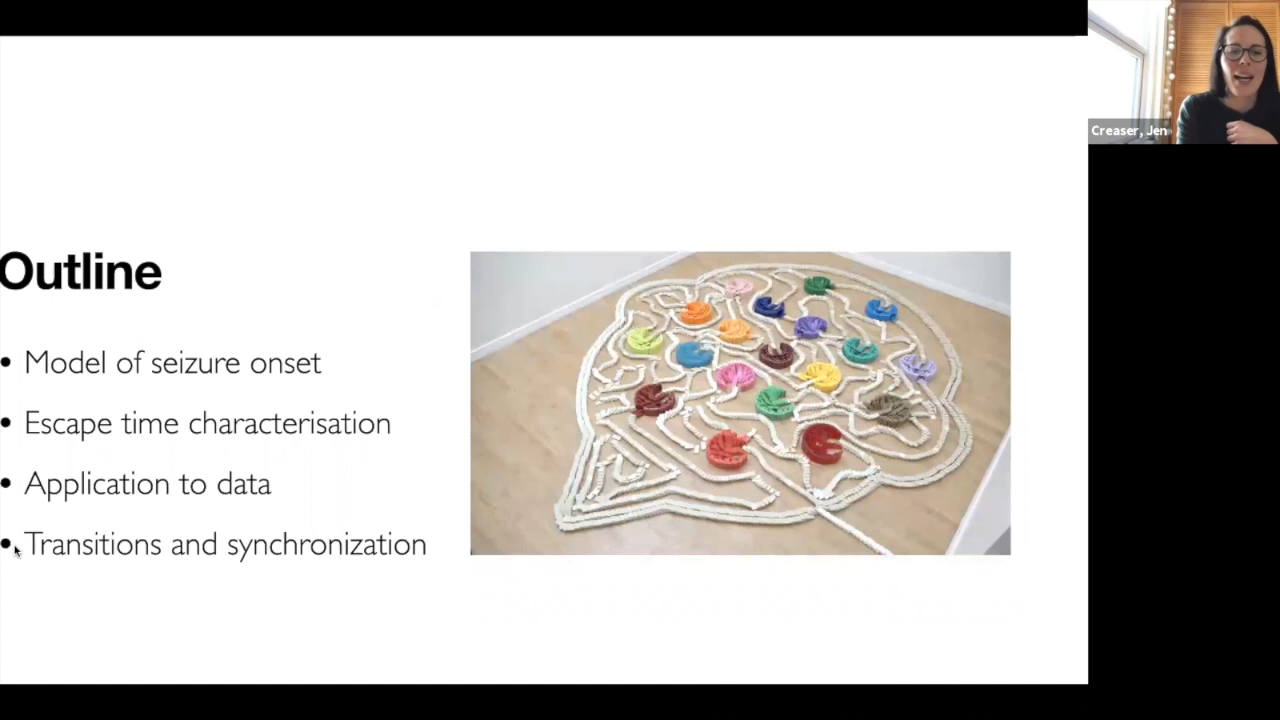 Creaser, Jen
Outline
• Model of seizure onset
• Escape time characterisation
• Application to data
• Transitions and synchronization